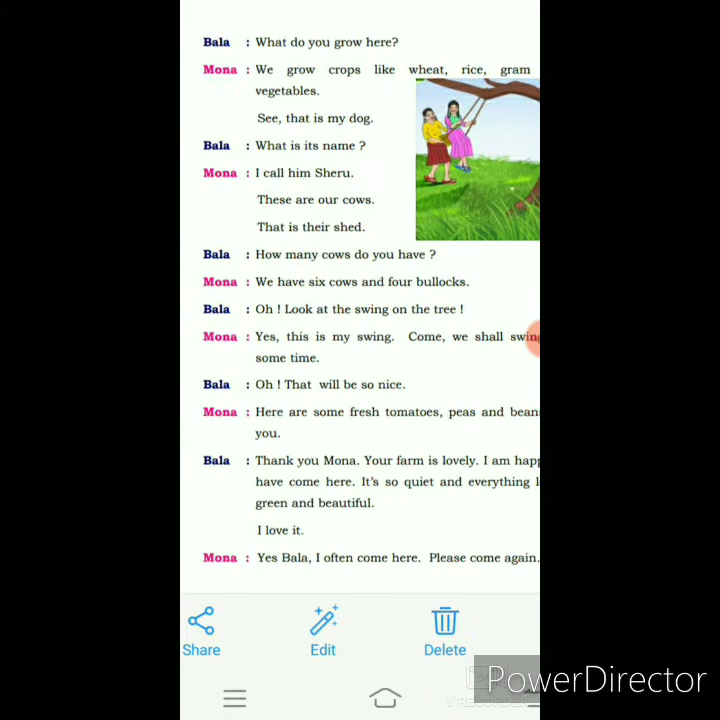 Bala : What do you grow here?
Mona : We grow crops like wheat, rice, gram
vegetables.
See, that is my dog.
Bala : What is its name ?
Mona : I call him Sheru.
These are our cows.
That is their shed.
Bala : How many cows do you have ?
Mona : We have six cows and four bullocks.
Bala : Oh ! Look at the swing on the tree !
Mona : Yes, this is my swing. Come, we shall swing
some time.
Bala : Oh ! That will be so nice.
Mona : Here are some fresh tomatoes, peas and bean
you.
Bala : Thank you Mona. Your farm is lovely. I am happ
have come here. It's so quiet and everything l
green and beautiful.
I love it.
Mona : Yes Bala, I often come here. Please come again.
Share Edit Delete
PowerDirector